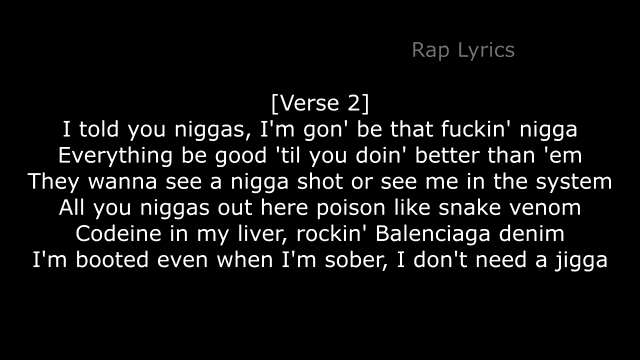 Rap Lyrics
[Verse 2]
I told you niggas, I'm gon' be that fuckin' nigga
Everything be good 'til you doin' better than 'em
They wanna see a nigga shot or see me in the system
All you niggas out here poison like snake venom
Codeine in my liver, rockin' Balenciaga denim
I'm booted even when I'm sober, I don't need a jigga